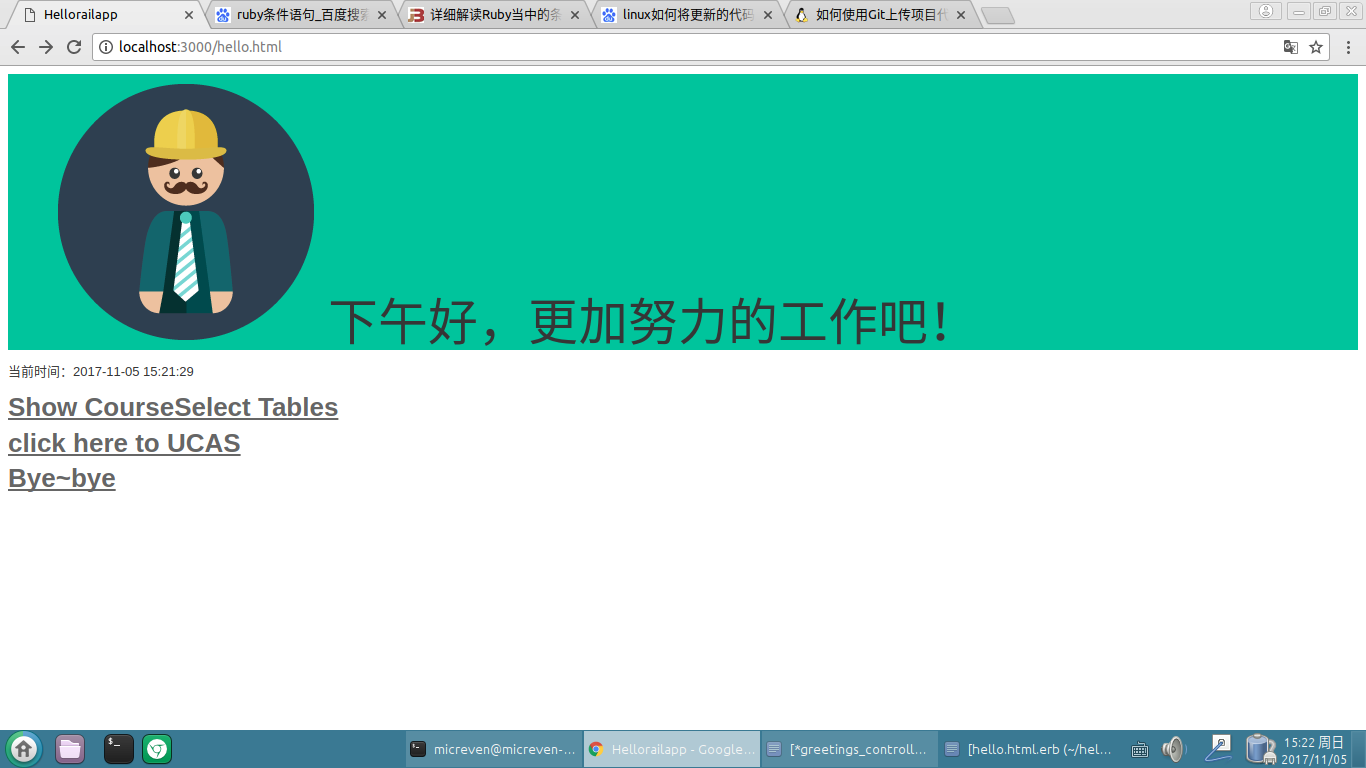 Hellorailapp
ruby条件语句_百度搜索
详细解读Ruby当中的条
linux如何将更新的代码
如何使用Git上传项目代
localhost:3000/hello.html
下午好，更加努力的工作吧！
当前时间：2017-11-05 15:21:29
Show CourseSelect Tables
click here to UCAS
Bye~bye
micreven@micreven-...
Hellorailapp - Google...
[*greetings_controll...
[hello.html.erb (~/hel...
15:22 周日
2017/11/05